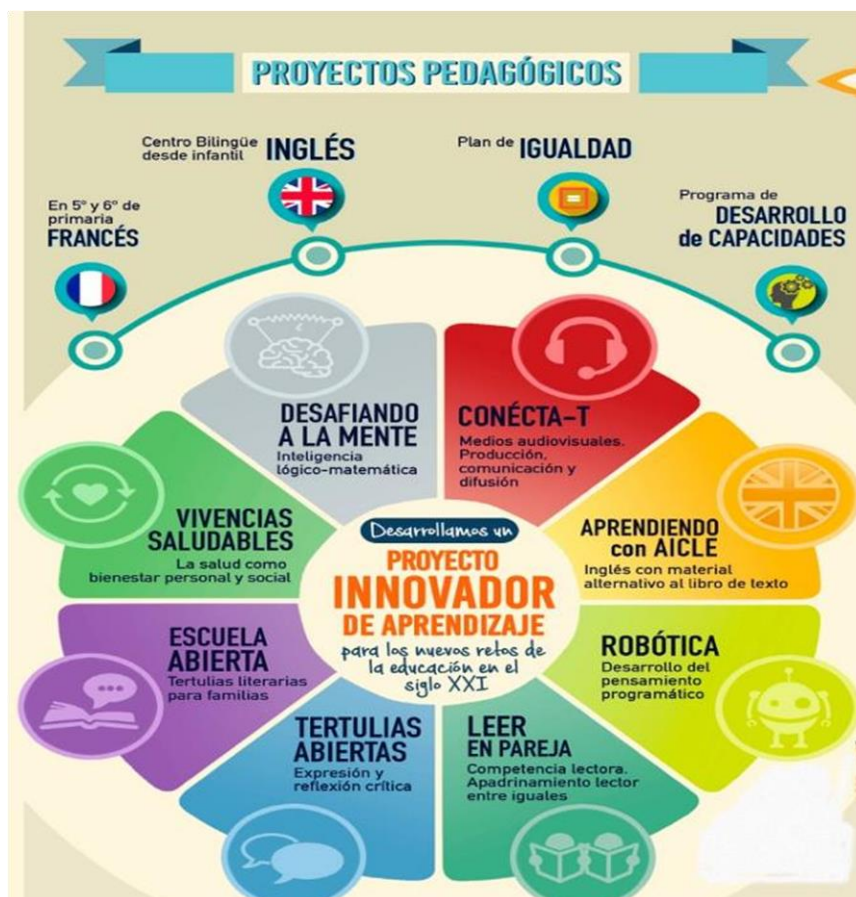 PROYECTOS PEDAGÓGICOS
Centro Bilingüe
desde infantil
INGLÉS
Plan de IGUALDAD
En 5º y 6º de
primaria
FRANCÉS
Programa de
DESARROLLO
de CAPACIDADES
DESAFIANDO
A LA MENTE
Inteligencia
lógico-matemática
CONÉCTA-T
Medios audiovisuales.
Producción,
comunicación y
difusión
VIVENCIAS
SALUDABLES
La salud como
bienestar personal y social
APRENDIENDO
con AICLE
Inglés con material
alternativo al libro de texto
Desarrollamos un
PROYECTO
INNOVADOR
DE APRENDIZAJE
para los nuevos retos de
la educación en el
siglo XXI
ESCUELA
ABIERTA
Tertulias literarias
para familias
ROBÓTICA
Desarrollo del
pensamiento
programático
TERTULIAS
ABIERTAS
Expresión y
reflexión crítica
LEER
EN PAREJA
Competencia lectora.
Apadrinamiento lector
entre iguales